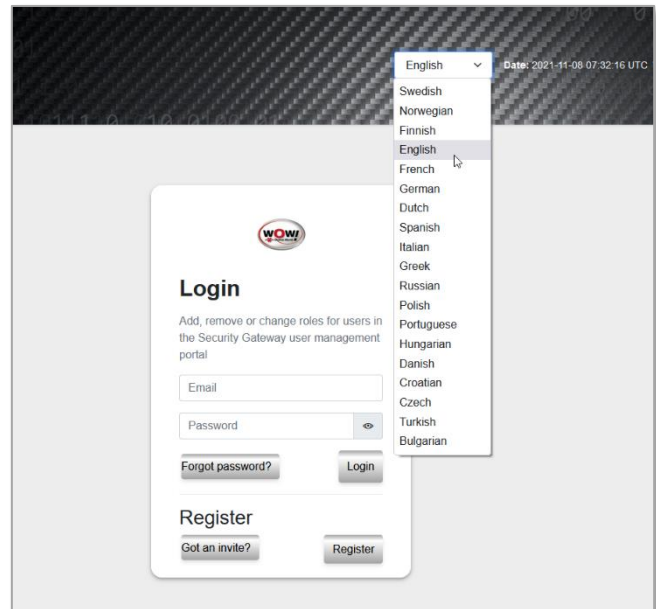 English
Date: 2021-11-08 07:32:16 UTC
Swedish
Norwegian
Finnish
English
French
German
Dutch
Spanish
Italian
Greek
Russian
Polish
Portuguese
Hungarian
Danish
Croatian
Czech
Turkish
Bulgarian
WOW!
Login
Add, remove or change roles for users in
the Security Gateway user management
portal
Email
Password
Forgot password?
Login
Register
Got an invite?
Register